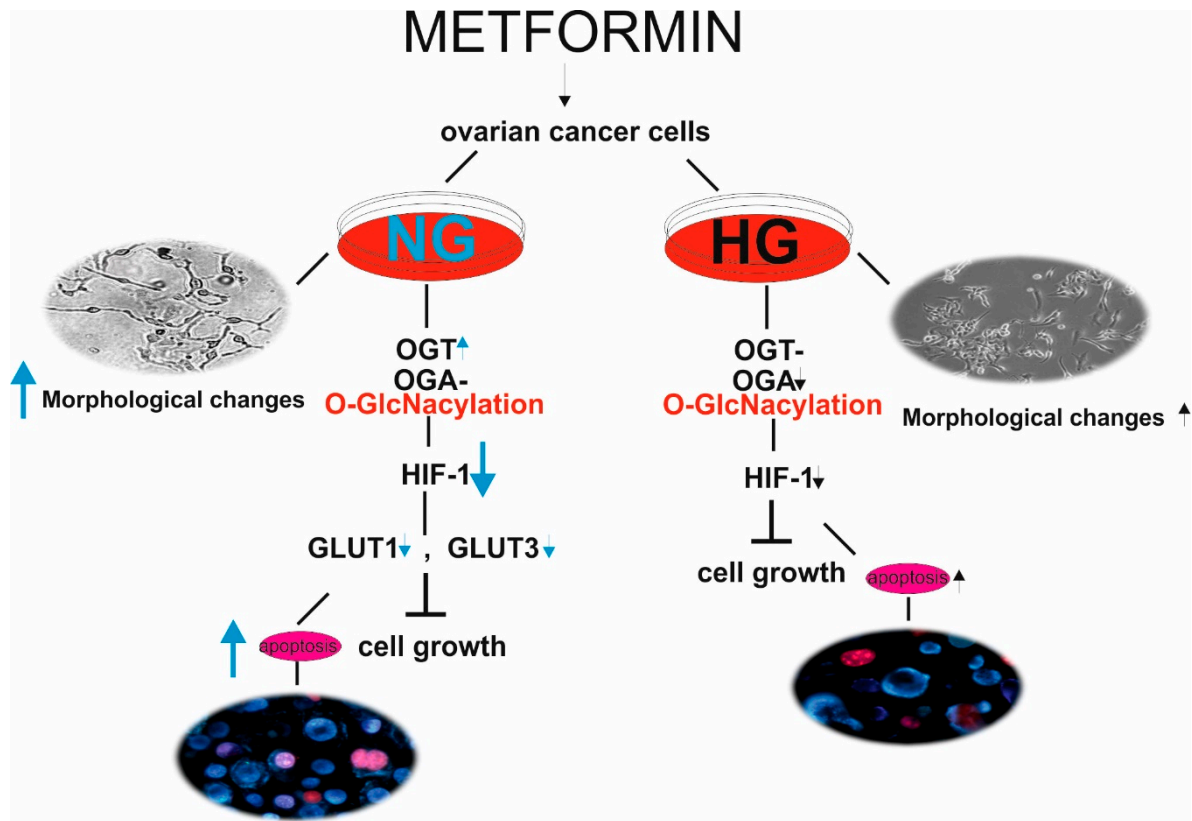 METFORMIN
ovarian cancer cells
NG
HG
OGT↑
OGA-
O-GlcNacylation
↑ Morphological changes
OGT-
OGA↓
O-GlcNacylation
Morphological changes ↑
HIF-1↓
HIF-1↓
GLUT1↓ , GLUT3↓
cell growth
apoptosis↑
↑ apoptosis
cell growth